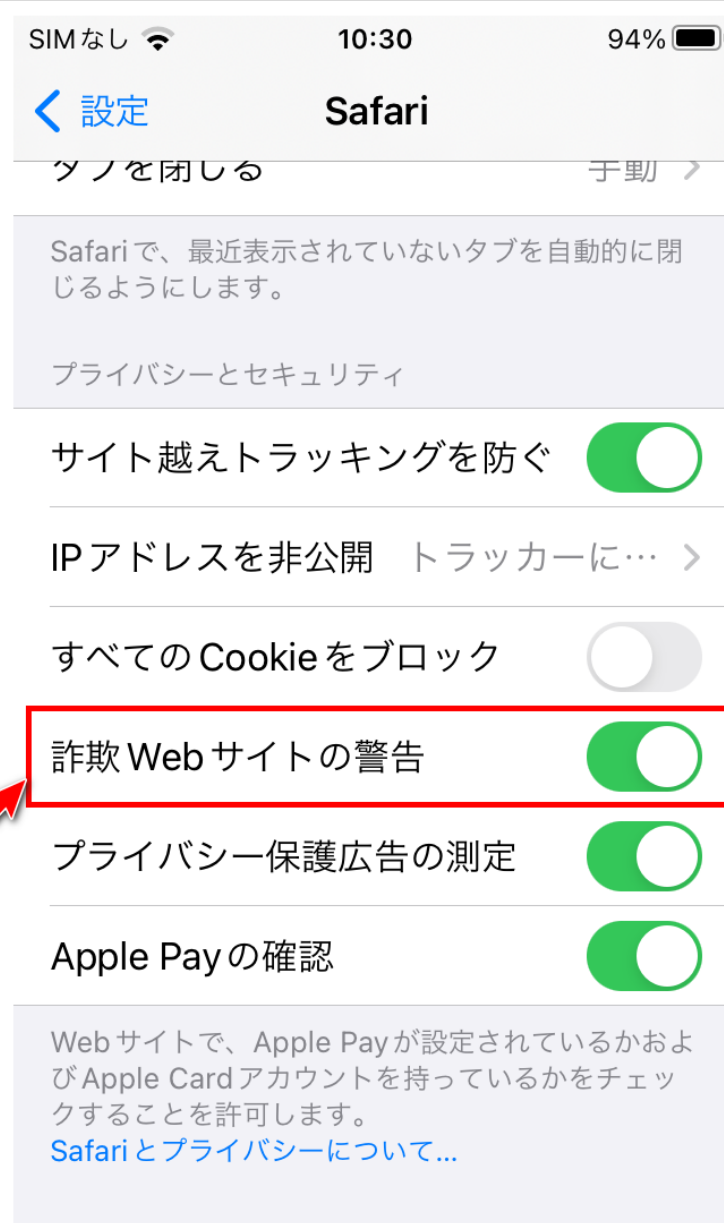 SIMなし 10:30 94%
設定 Safari
タブを閉じる 手動
Safariで、最近表示されていないタブを自動的に閉
じるようにします。
プライバシーとセキュリティ
サイト越えトラッキングを防ぐ
IPアドレスを非公開 トラッカーに…
すべてのCookieをブロック
詐欺Webサイトの警告
プライバシー保護広告の測定
Apple Payの確認
Webサイトで、Apple Payが設定されているかおよ
びApple Cardアカウントを持っているかをチェッ
クすることを許可します。
Safariとプライバシーについて...